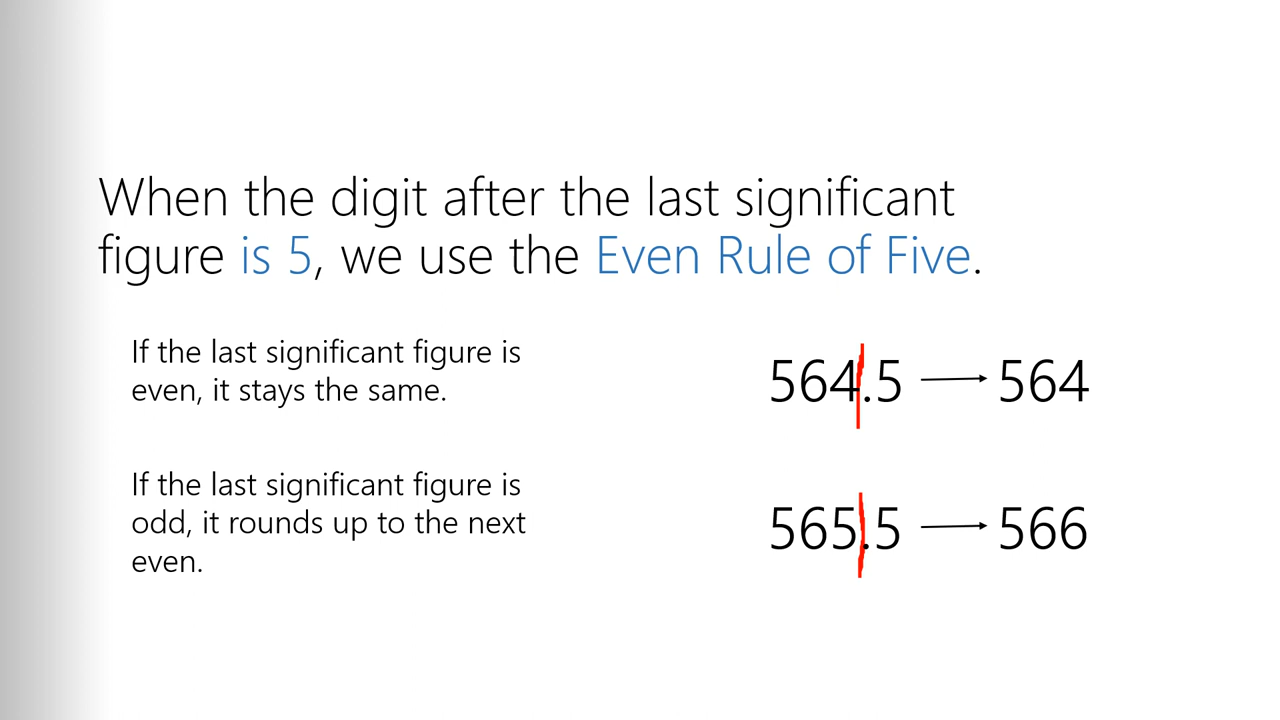 When the digit after the last significant
figure is 5, we use the Even Rule of Five.
If the last significant figure is
even, it stays the same.
564.5 → 564
If the last significant figure is
odd, it rounds up to the next
even.
565.5 → 566